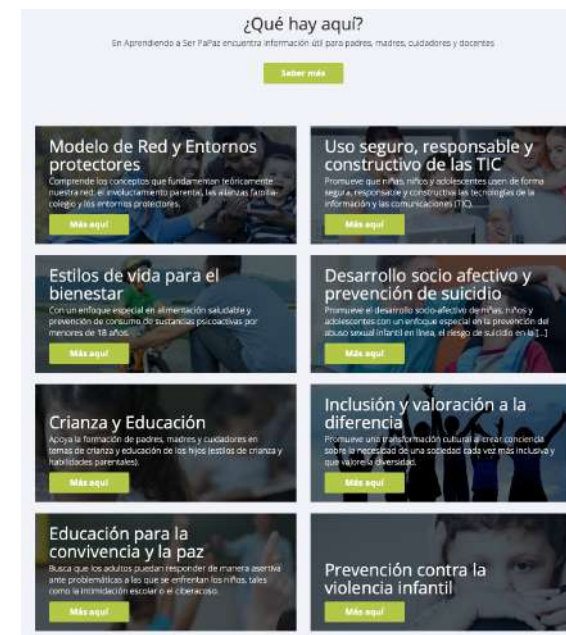 ¿Qué hay aquí?
En Aprendiendo a Ser PaPaz encuentra información útil para padres, madres, cuidadores y docentes
Saber más
Modelo de Red y Entornos
protectores
Comprende los conceptos que fundamentan teóricamente
nuestra red: el involucramiento parental, las alianzas familia-
colegio y los entornos protectores.
Más aquí
Uso seguro, responsable y
constructivo de las TIC
Promueve que niñas, niños y adolescentes usen de forma
segura, responsable y constructiva las tecnologías de la
información y las comunicaciones (TIC).
Más aquí
Estilos de vida para el
bienestar
Con un enfoque especial en alimentación saludable y
prevención de consumo de sustancias psicoactivas por
menores de 18 años.
Más aquí
Desarrollo socio afectivo y
prevención de suicidio
Promueve el desarrollo socio-afectivo de niñas, niños y
adolescentes con un enfoque especial en la prevención del
abuso sexual infantil en línea, el riesgo de suicidio en la [...]
Más aquí
Crianza y Educación
Apoya la formación de padres, madres y cuidadores en
temas de crianza y educación de los hijos (estilos de crianza y
habilidades parentales).
Más aquí
Inclusión y valoración a la
diferencia
Promueve una transformación cultural al crear conciencia
sobre la necesidad de una sociedad cada vez más inclusiva y
que valore la diversidad.
Más aquí
Educación para la
convivencia y la paz
Busca que los adultos puedan responder de manera asertiva
ante problemáticas a las que se enfrentan los niños, tales
como la intimidación escolar o el ciberacoso.
Más aquí
Prevención contra la
violencia infantil
Más aquí